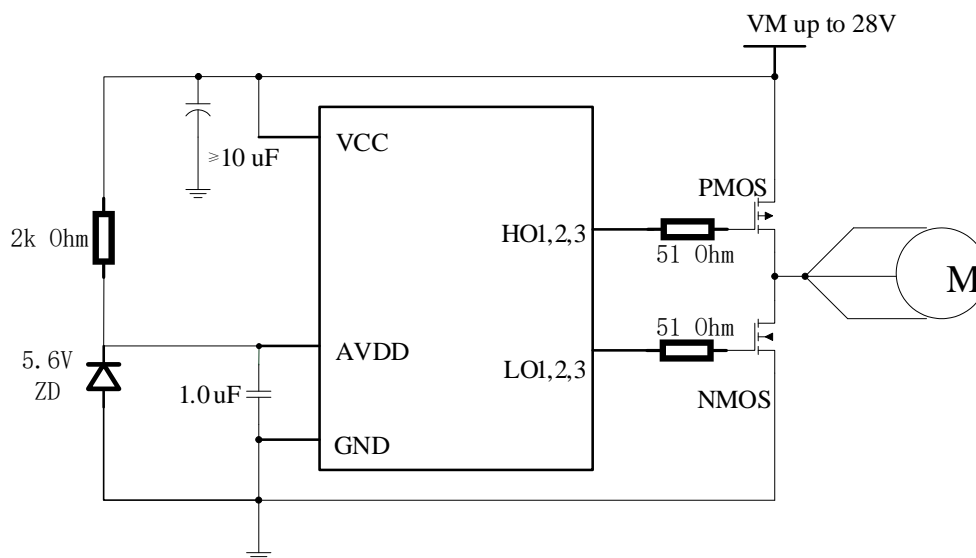 VM up to 28V
VCC
≥10 uF
PMOS
2k Ohm
HO1,2,3
51 Ohm
M
51 Ohm
5.6V
ZD
AVDD
LO1,2,3
1.0uF
NMOS
GND